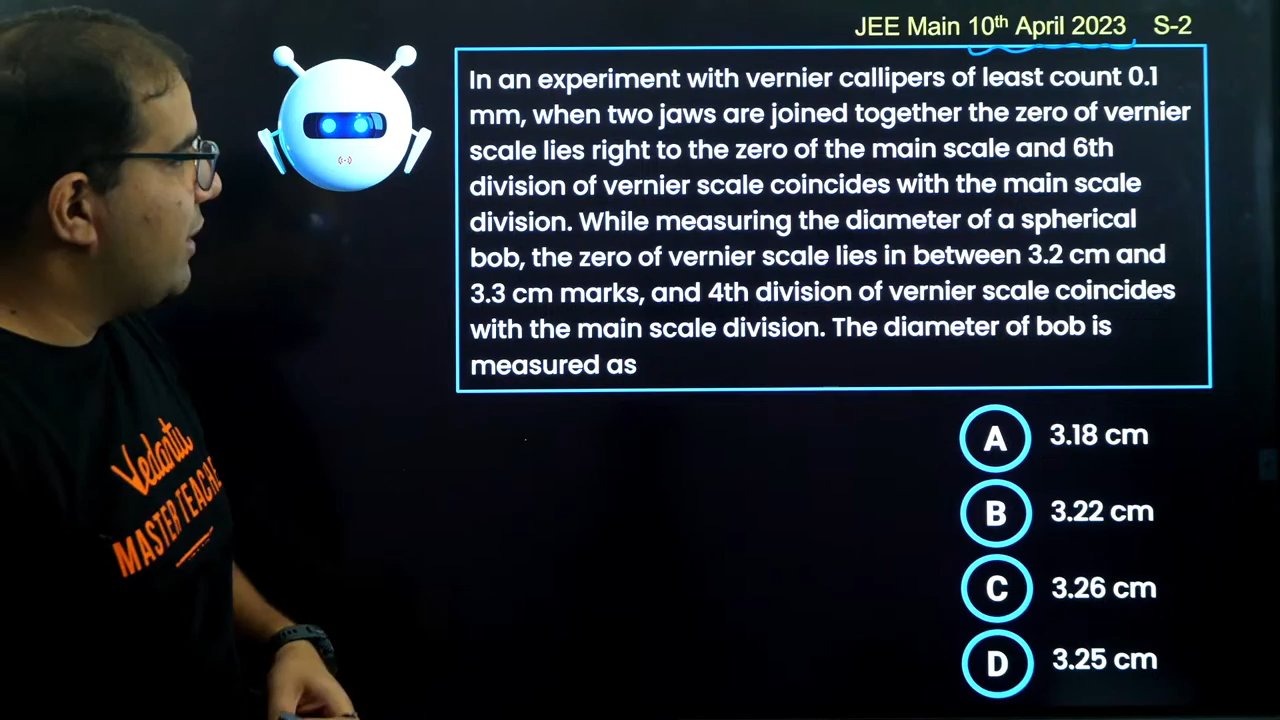 JEE Main 10th April 2023 S-2
In an experiment with vernier callipers of least count 0.1
mm, when two jaws are joined together the zero of vernier
scale lies right to the zero of the main scale and 6th
division of vernier scale coincides with the main scale
division. While measuring the diameter of a spherical
bob, the zero of vernier scale lies in between 3.2 cm and
3.3 cm marks, and 4th division of vernier scale coincides
with the main scale division. The diameter of bob is
measured as
A 3.18 cm
B 3.22 cm
C 3.26 cm
D 3.25 cm
Vedantu
MASTER TEACHE